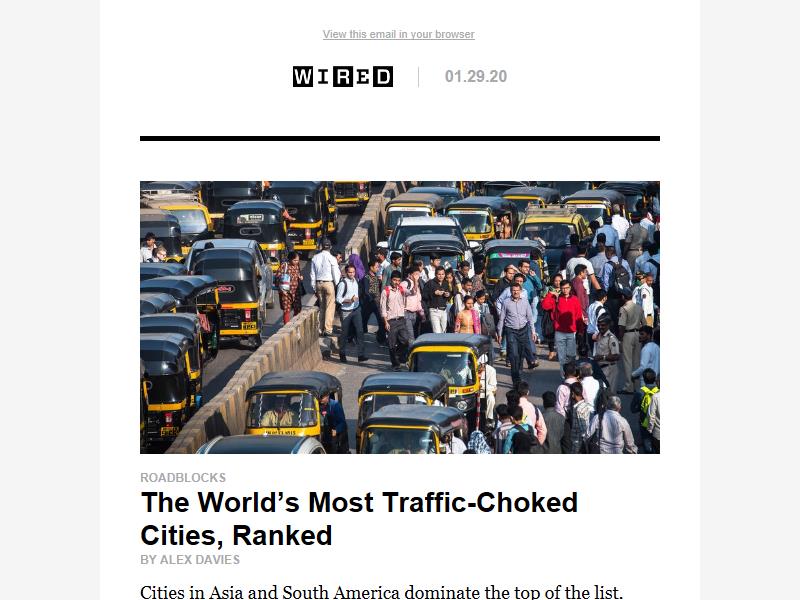 View this email in your browser
WIRED
01.29.20
ROADBLOCKS
The World’s Most Traffic-Choked
Cities, Ranked
BY ALEX DAVIES
Cities in Asia and South America dominate the top of the list.